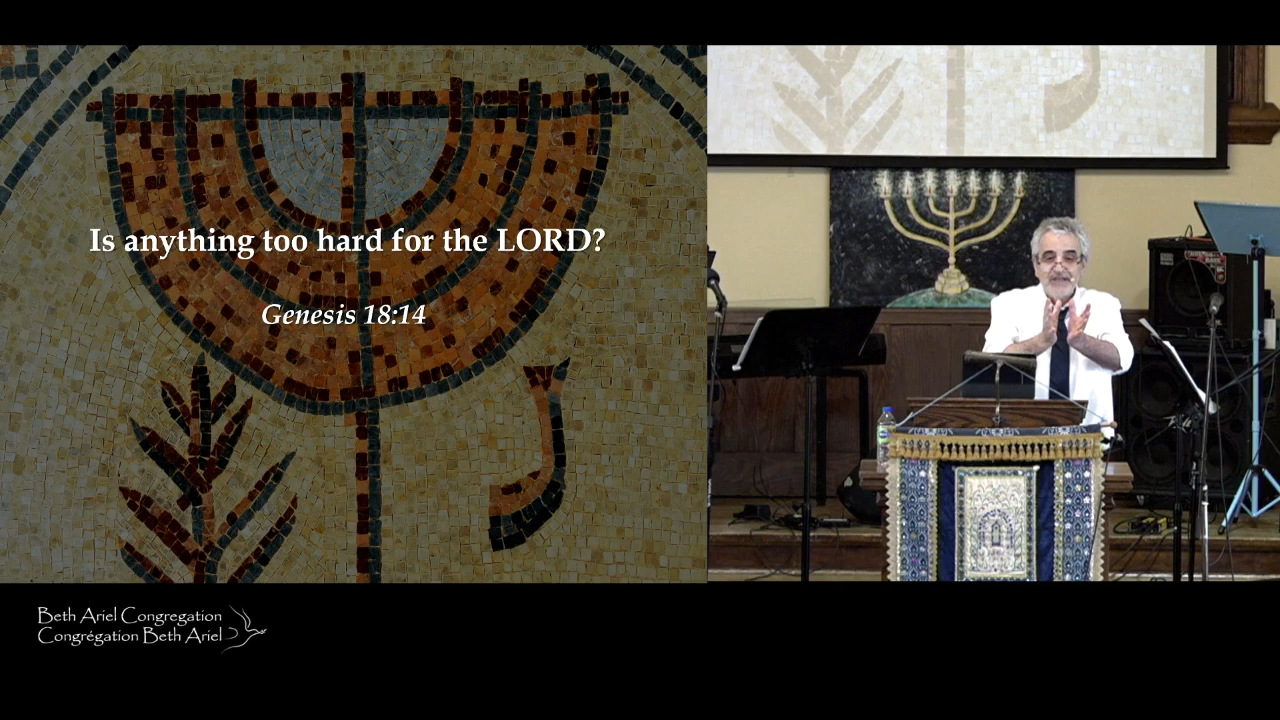 Is anything too hard for the LORD?
Genesis 18:14
Beth Ariel Congregation
Congrégation Beth Ariel